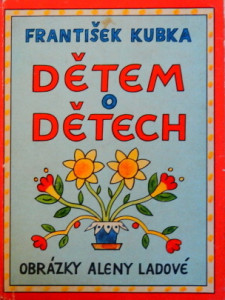 FRANTIŠEK KUBKA
DĚTEM
O
DĚTECH
OBRÁZKY ALENY LADOVÉ